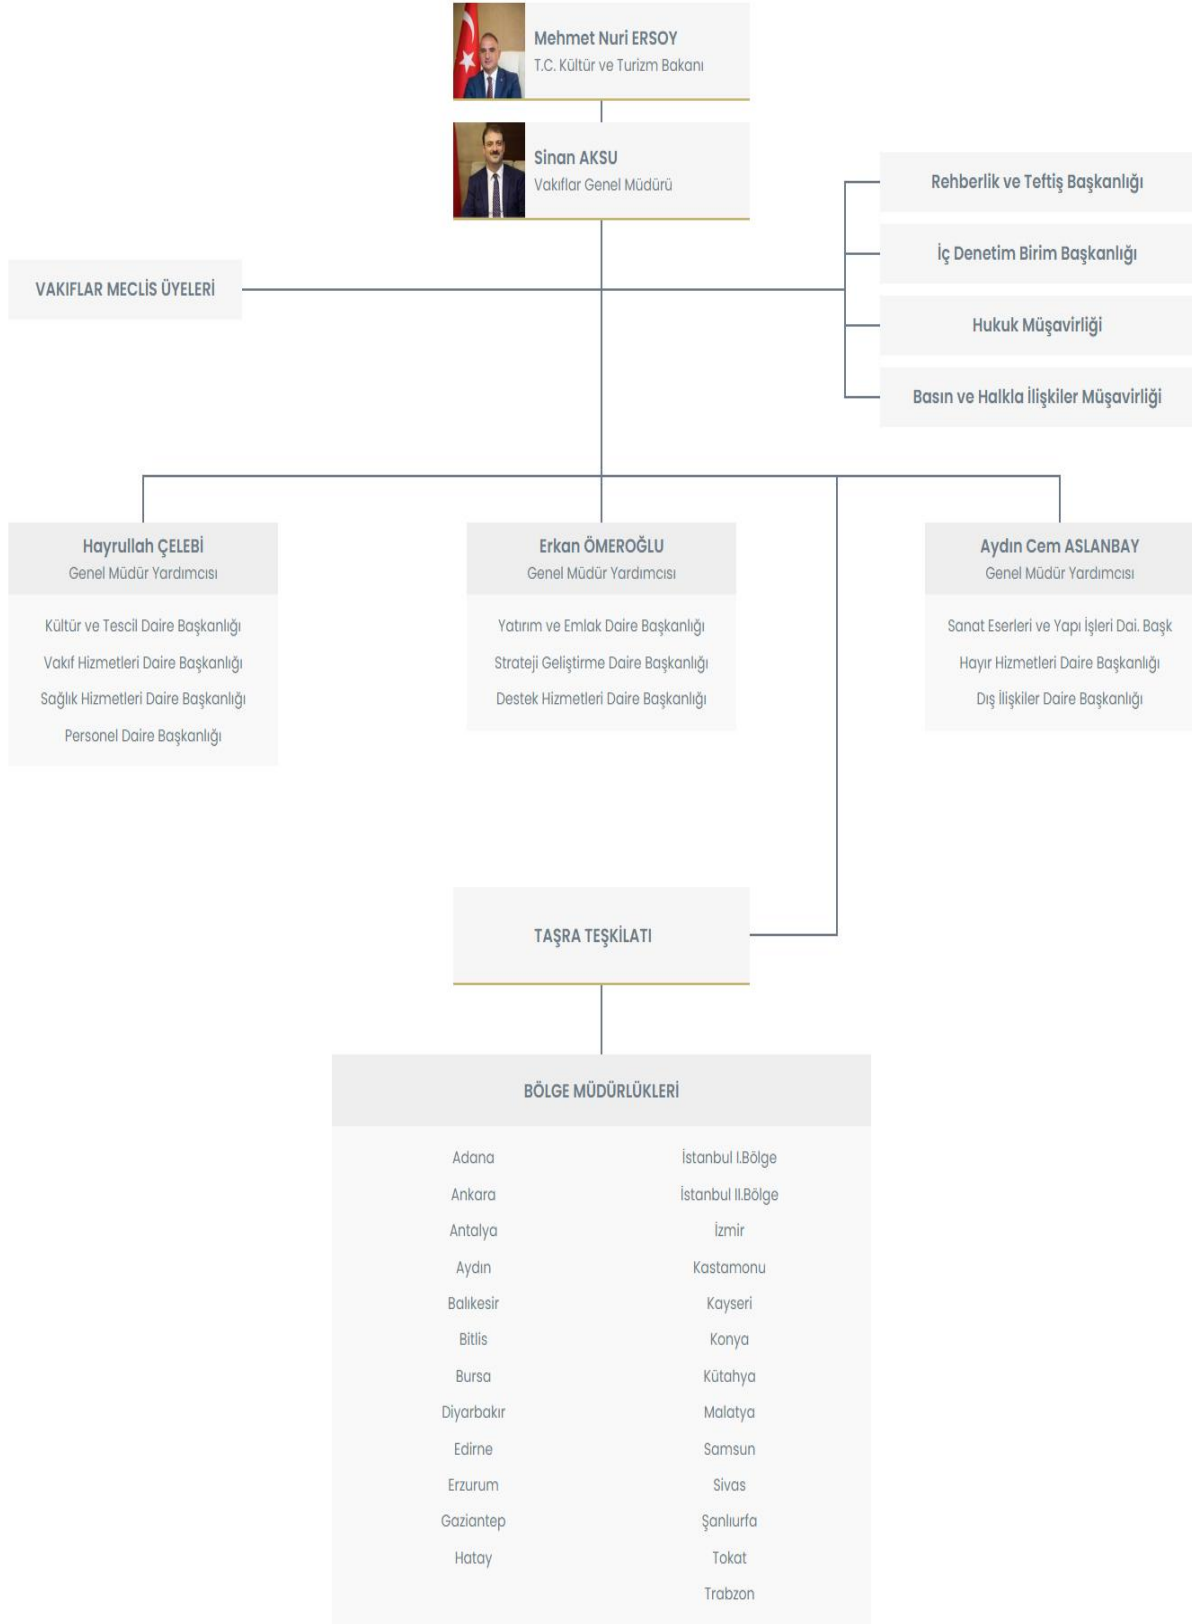 Mehmet Nuri ERSOY
T.C. Kültür ve Turizm Bakanı
Sinan AKSU
Vakıflar Genel Müdürü
Rehberlik ve Teftiş Başkanlığı
İç Denetim Birim Başkanlığı
Hukuk Müşavirliği
Basın ve Halkla İlişkiler Müşavirliği
VAKIFLAR MECLİS ÜYELERİ
Hayrullah ÇELEBİ
Genel Müdür Yardımcısı
Kültür ve Tescil Daire Başkanlığı
Vakıf Hizmetleri Daire Başkanlığı
Sağlık Hizmetleri Daire Başkanlığı
Personel Daire Başkanlığı
Erkan ÖMEROĞLU
Genel Müdür Yardımcısı
Yatırım ve Emlak Daire Başkanlığı
Strateji Geliştirme Daire Başkanlığı
Destek Hizmetleri Daire Başkanlığı
Aydın Cem ASLANBAY
Genel Müdür Yardımcısı
Sanat Eserleri ve Yapı İşleri Dai. Başk
Hayır Hizmetleri Daire Başkanlığı
Dış İlişkiler Daire Başkanlığı
TAŞRA TEŞKİLATI
BÖLGE MÜDÜRLÜKLERİ
Adana
Ankara
Antalya
Aydın
Balıkesir
Bitlis
Bursa
Diyarbakır
Edirne
Erzurum
Gaziantep
Hatay
İstanbul I.Bölge
İstanbul II.Bölge
İzmir
Kastamonu
Kayseri
Konya
Kütahya
Malatya
Samsun
Sivas
Şanlıurfa
Tokat
Trabzon